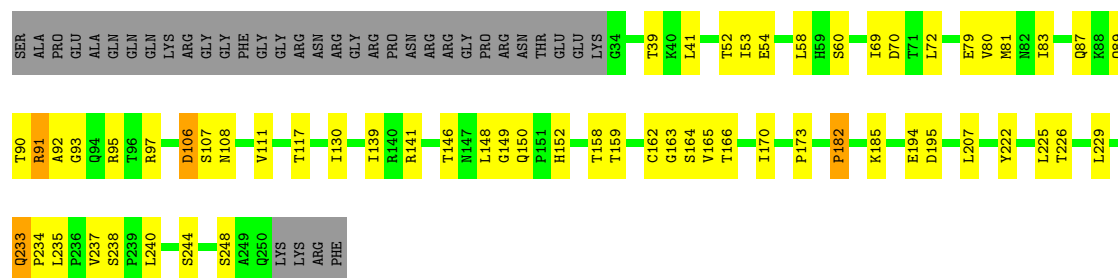 SER ALA PRO GLU ALA GLN GLN GLN LYS ARG GLY GLY PHE GLY GLY ARG ASN ARG GLY ARG PRO ASN ARG ARG GLY PRO ARG ASN THR GLU GLU LYS G34 T39 K40 L41 T52 I53 E54 L58 H59 S60 I69 D70 T71 L72 E79 V80 M81 N82 I83 Q87 K88 Q89
T90 R91 A92 G93 Q94 R95 T96 R97 D106 S107 N108 V111 T117 I130 I139 R140 R141 T146 N147 L148 G149 Q150 P151 H152 T158 T159 C162 G163 S164 V165 T166 I170 P173 P182 K185 E194 D195 L207 Y222 L225 T226 L229
Q233 P234 L235 P236 V237 S238 P239 L240 S244 S248 A249 Q250 LYS LYS ARG PHE